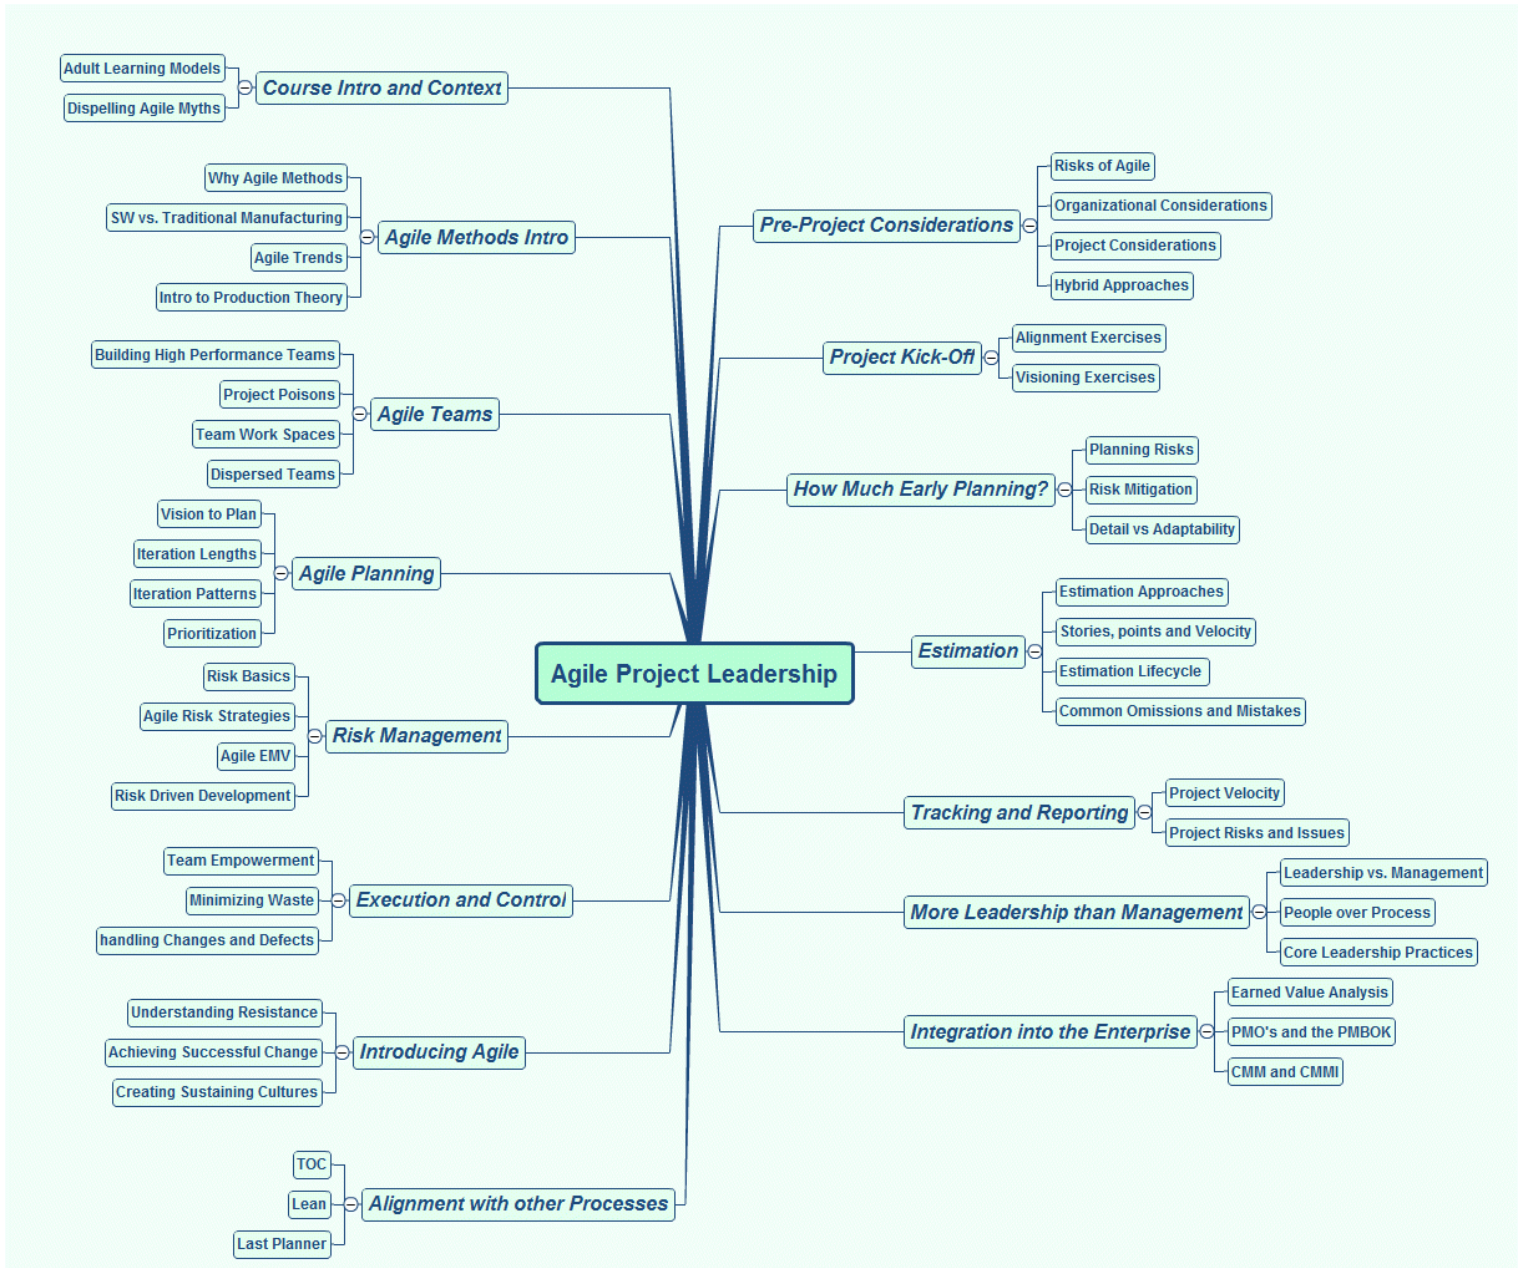 Agile Project Leadership
Course Intro and Context
Adult Learning Models
Dispelling Agile Myths
Agile Methods Intro
Why Agile Methods
SW vs. Traditional Manufacturing
Agile Trends
Intro to Production Theory
Agile Teams
Building High Performance Teams
Project Poisons
Team Work Spaces
Dispersed Teams
Agile Planning
Vision to Plan
Iteration Lengths
Iteration Patterns
Prioritization
Risk Management
Risk Basics
Agile Risk Strategies
Agile EMV
Risk Driven Development
Execution and Control
Team Empowerment
Minimizing Waste
handling Changes and Defects
Introducing Agile
Understanding Resistance
Achieving Successful Change
Creating Sustaining Cultures
Alignment with other Processes
TOC
Lean
Last Planner
Pre-Project Considerations
Risks of Agile
Organizational Considerations
Project Considerations
Hybrid Approaches
Project Kick-Off
Alignment Exercises
Visioning Exercises
How Much Early Planning?
Planning Risks
Risk Mitigation
Detail vs Adaptability
Estimation
Estimation Approaches
Stories, points and Velocity
Estimation Lifecycle
Common Omissions and Mistakes
Tracking and Reporting
Project Velocity
Project Risks and Issues
More Leadership than Management
Leadership vs. Management
People over Process
Core Leadership Practices
Integration into the Enterprise
Earned Value Analysis
PMO's and the PMBOK
CMM and CMMI